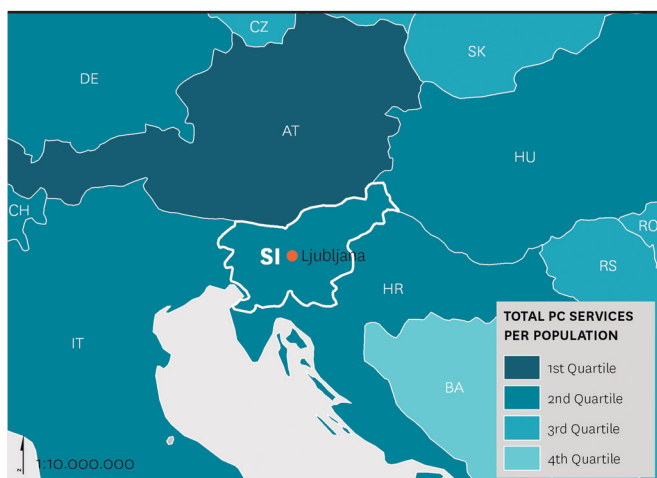 CZ
SK
DE
AT
HU
CH
RO
SI
Ljubljana
RS
HR
IT
BA
TOTAL PC SERVICES
PER POPULATION
1st Quartile
2nd Quartile
3rd Quartile
4th Quartile
N
1:10.000.000